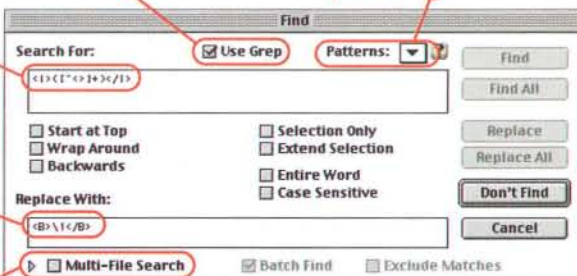 Find
Search For:
Use Grep
Patterns:
Find
<I>([^<>]+)</I>
Find All
Start at Top
Selection Only
Wrap Around
Extend Selection
Replace
Backwards
Replace All
Entire Word
Case Sensitive
Replace With:
Don't Find
<B>\1</B>
Cancel
Multi-File Search
Batch Find
Exclude Matches